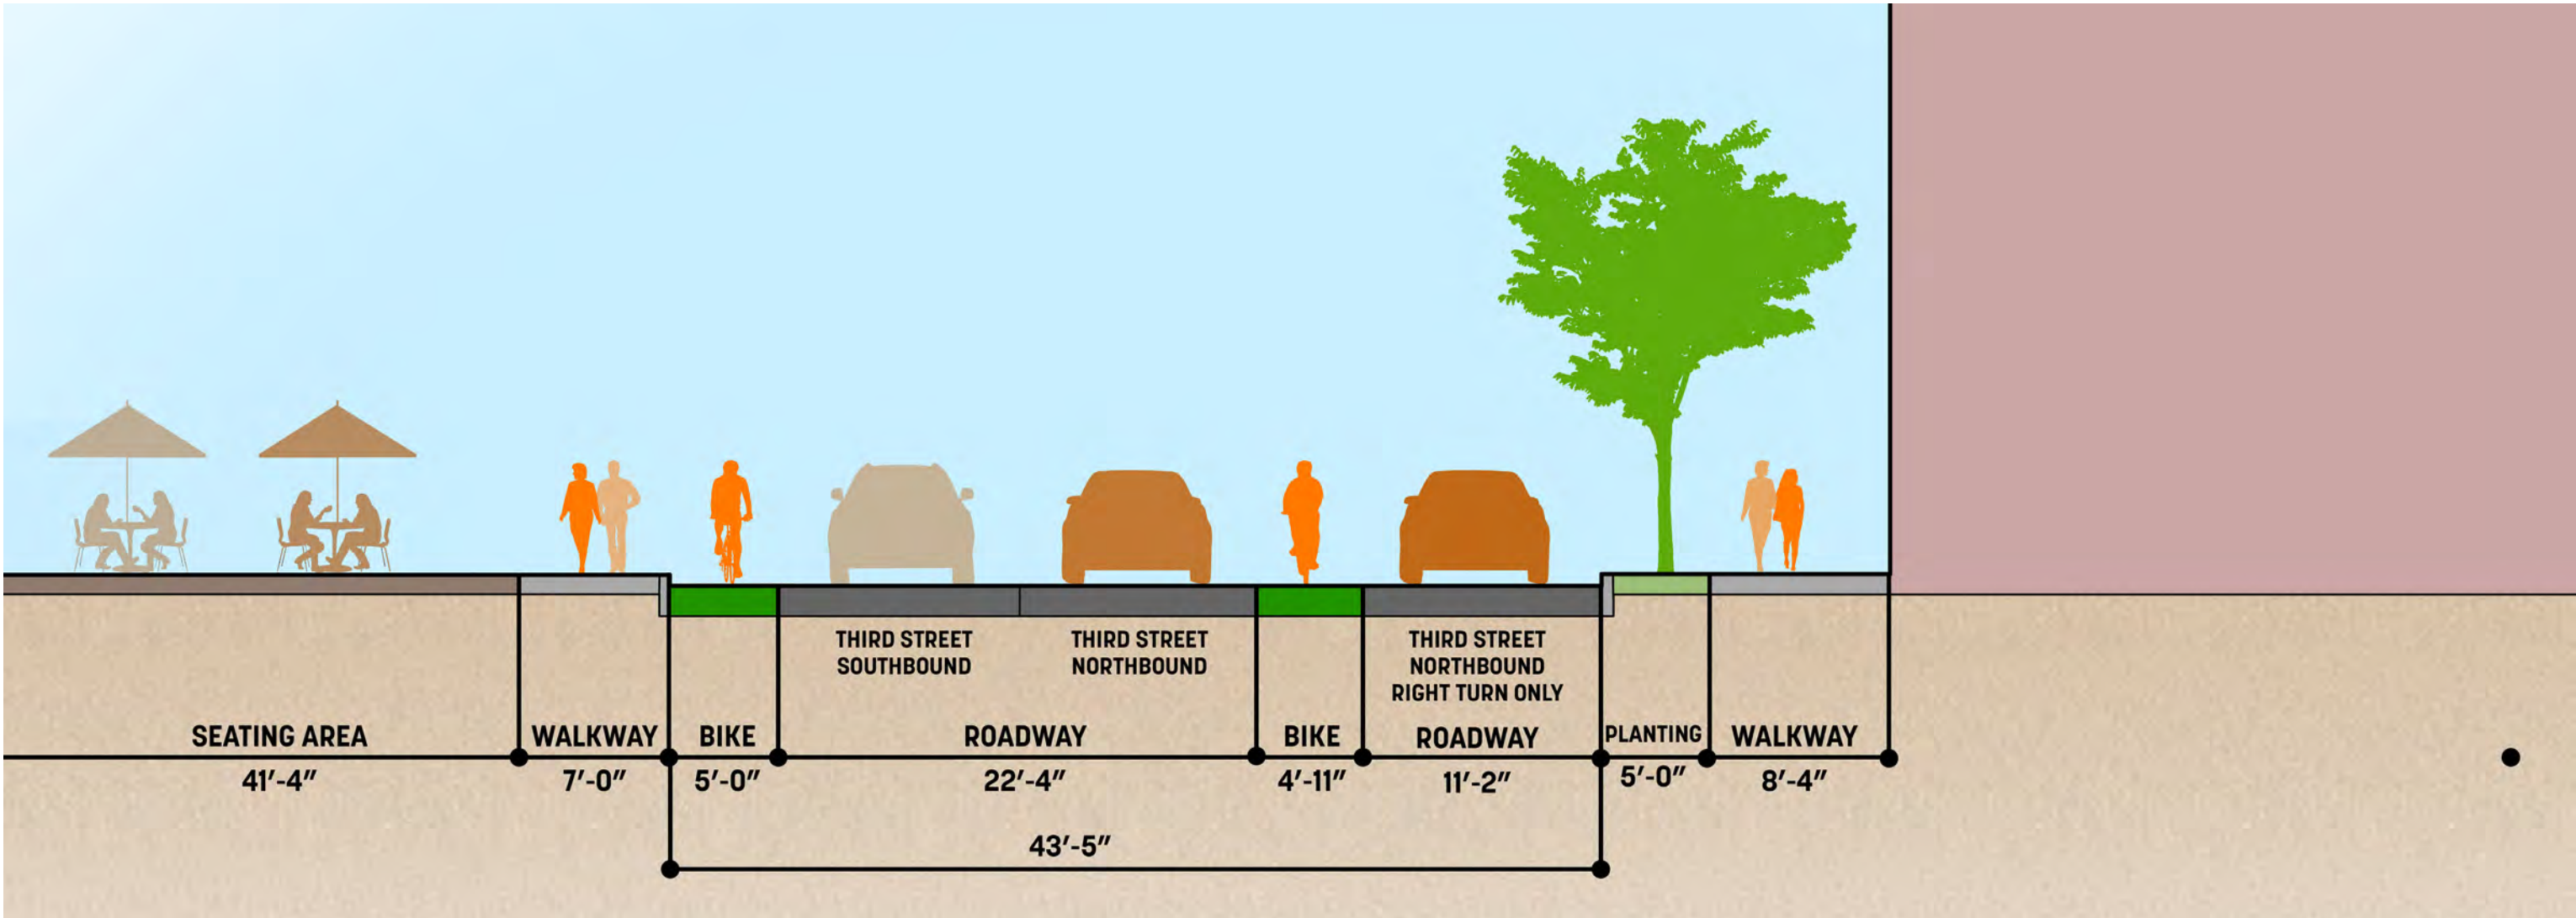 THIRD STREET
SOUTHBOUND
THIRD STREET
NORTHBOUND
THIRD STREET
NORTHBOUND
RIGHT TURN ONLY
SEATING AREA
WALKWAY
BIKE
ROADWAY
BIKE
ROADWAY
PLANTING
WALKWAY
41′-4″
7′-0″
5′-0″
22′-4″
4′-11″
11′-2″
5′-0″
8′-4″
43′-5″